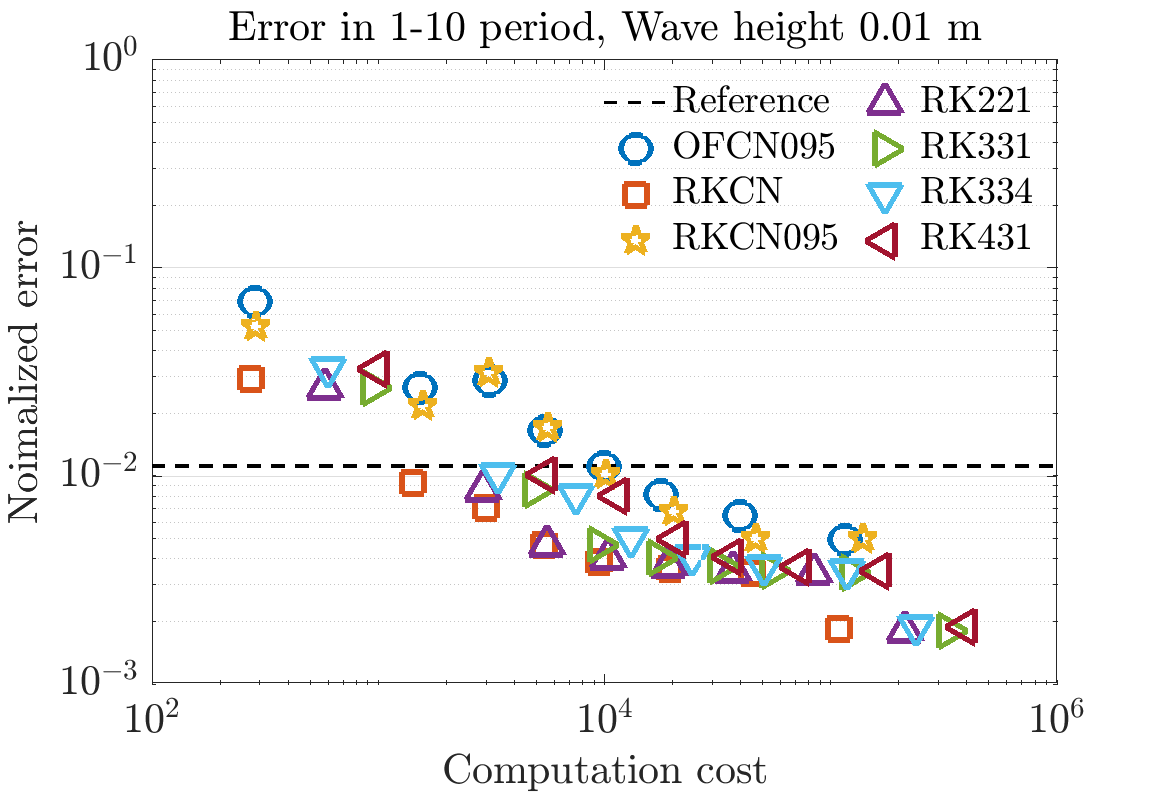 Error in 1-10 period, Wave height 0.01 m
10^0
10^-1
10^-2
10^-3
Noimalized error
Reference
OFCN095
RKCN
RKCN095
RK221
RK331
RK334
RK431
10^2
10^4
10^6
Computation cost